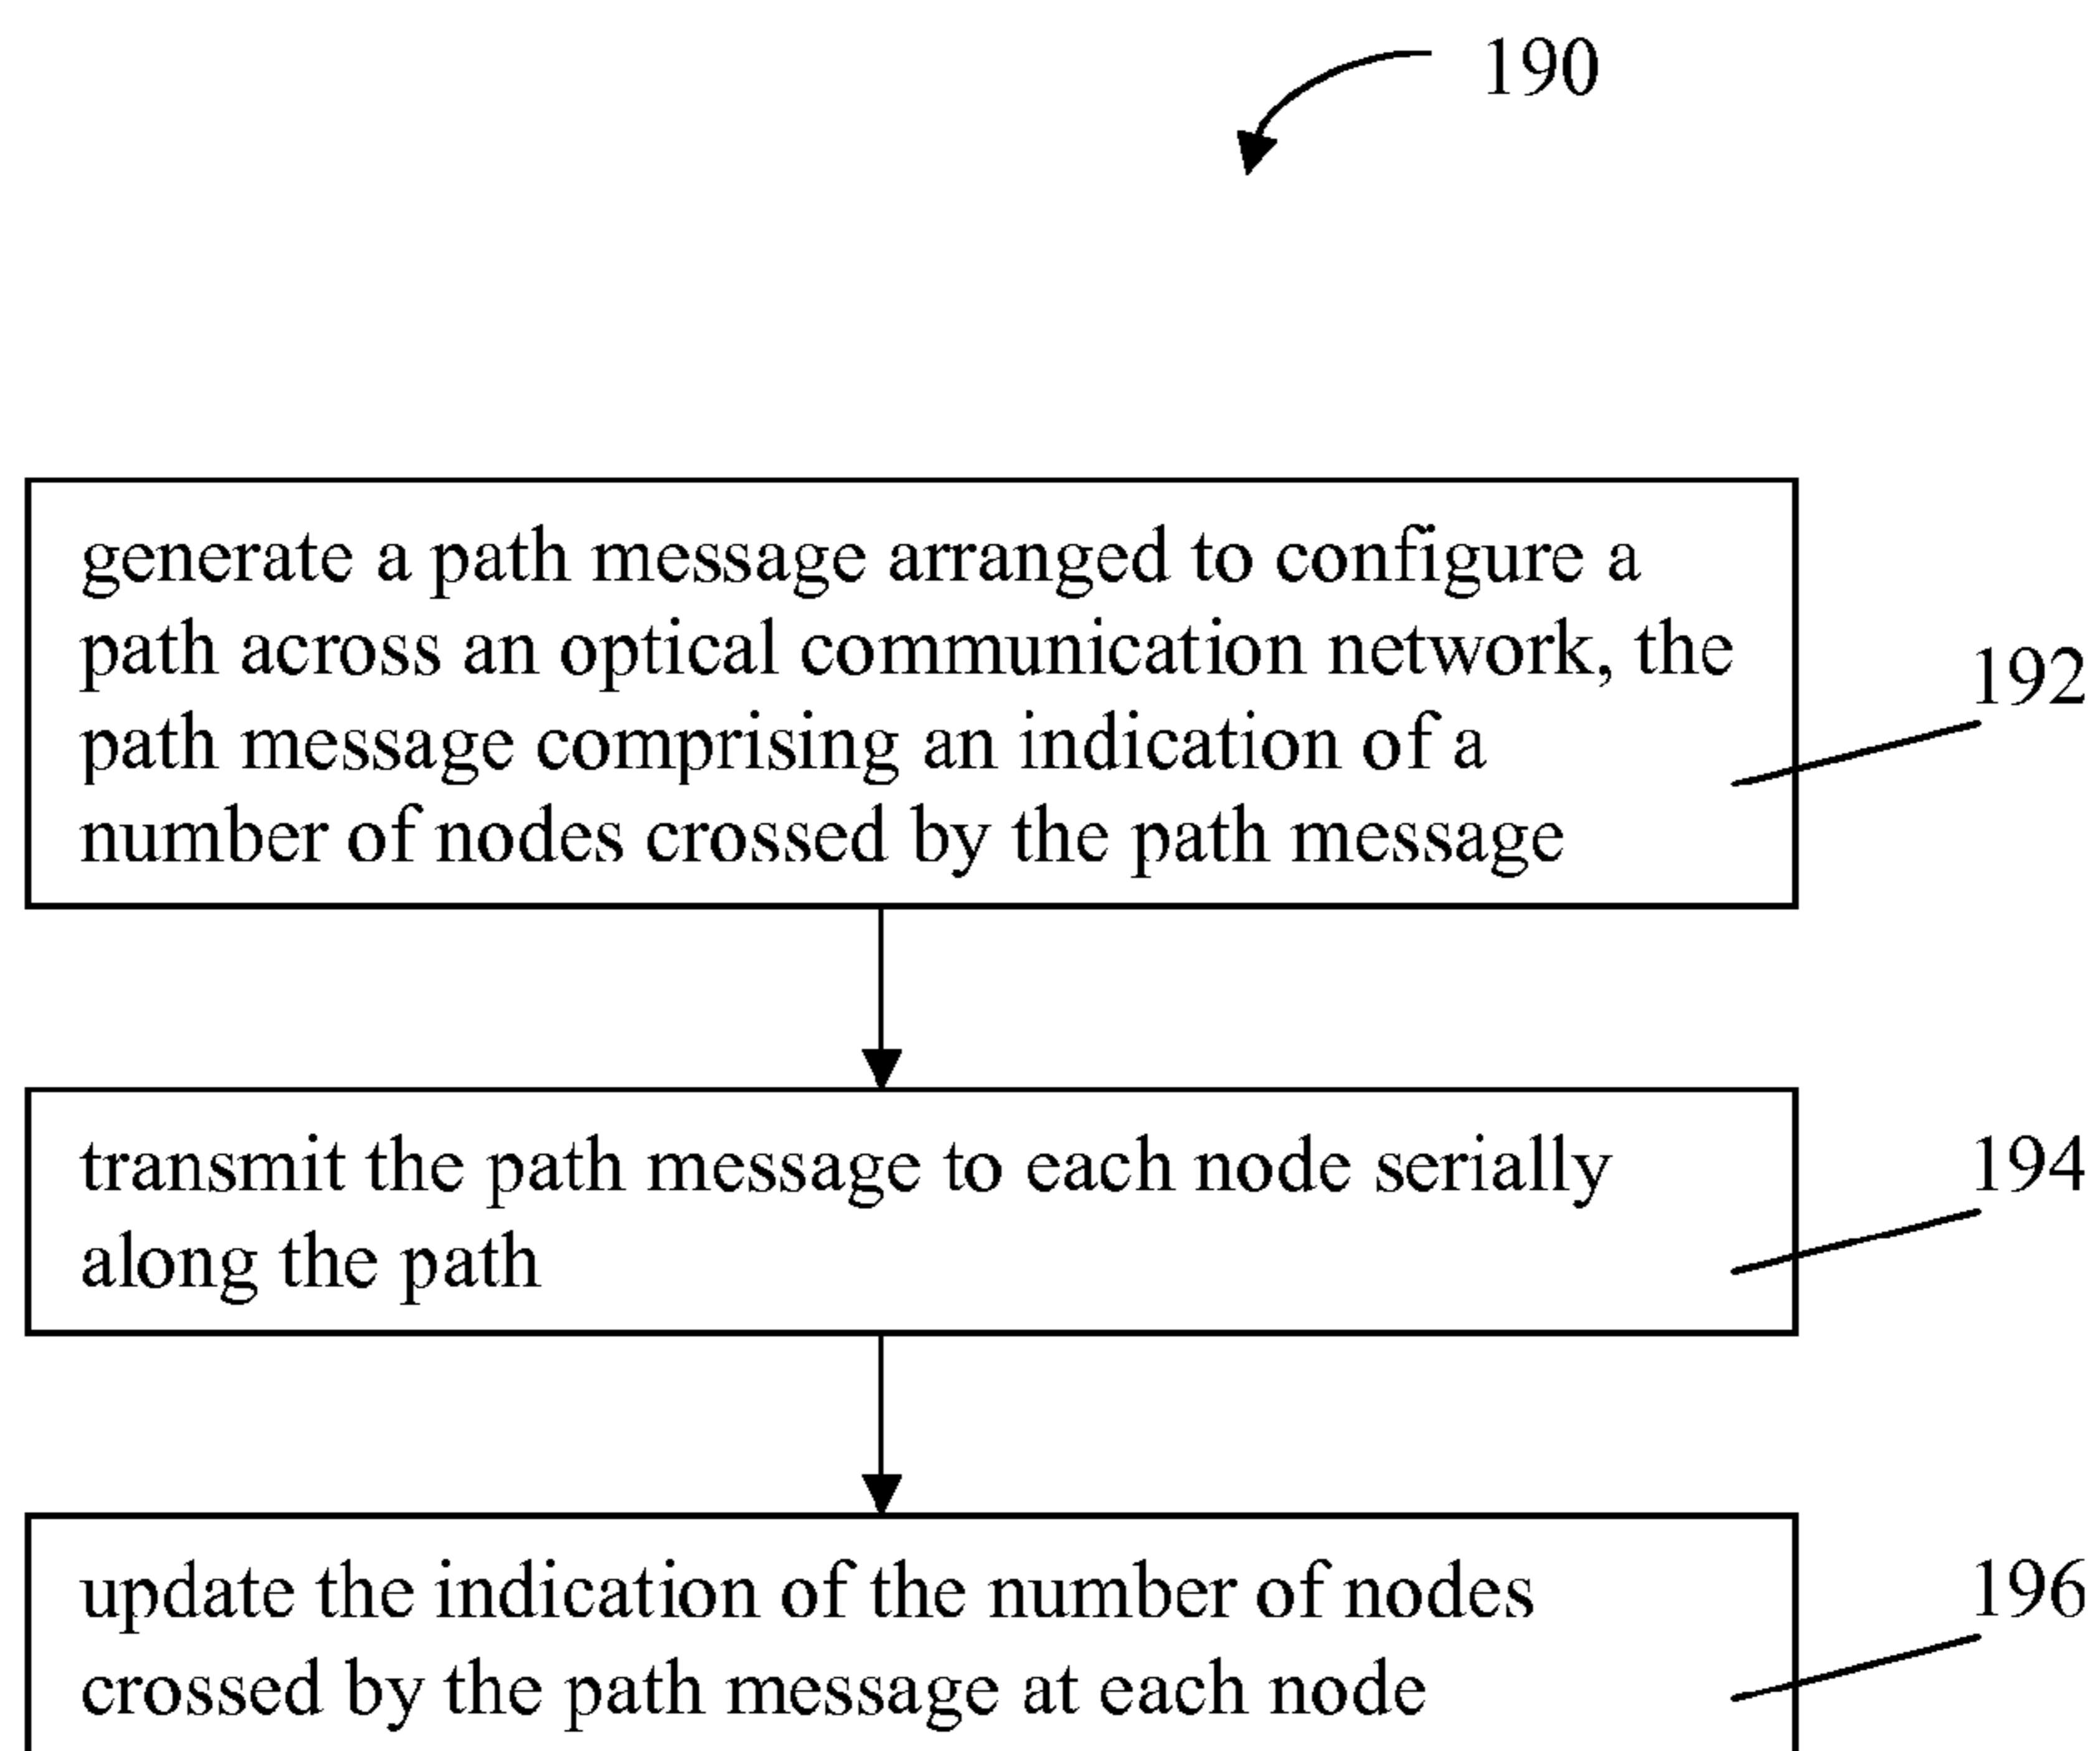 190
generate a path message arranged to configure a
path across an optical communication network, the
path message comprising an indication of a
number of nodes crossed by the path message
192
transmit the path message to each node serially
along the path
194
update the indication of the number of nodes
crossed by the path message at each node
196